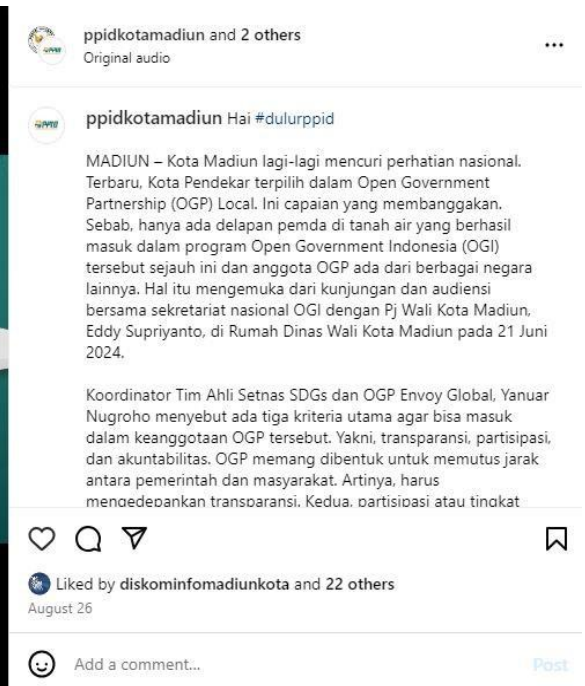 ppidkotamadiun and 2 others
Original audio
ppidkotamadiun Hai #dulurppid
MADIUN – Kota Madiun lagi-lagi mencuri perhatian nasional.
Terbaru, Kota Pendekar terpilih dalam Open Government
Partnership (OGP) Local. Ini capaian yang membanggakan.
Sebab, hanya ada delapan pemda di tanah air yang berhasil
masuk dalam program Open Government Indonesia (OGI)
tersebut sejauh ini dan anggota OGP ada dari berbagai negara
lainnya. Hal itu mengemuka dari kunjungan dan audiensi
bersama sekretariat nasional OGI dengan Pj Wali Kota Madiun,
Eddy Supriyanto, di Rumah Dinas Wali Kota Madiun pada 21 Juni
2024.
Koordinator Tim Ahli Setnas SDGs dan OGP Envoy Global, Yanuar
Nugroho menyebut ada tiga kriteria utama agar bisa masuk
dalam keanggotaan OGP tersebut. Yakni, transparansi, partisipasi,
dan akuntabilitas. OGP memang dibentuk untuk memutus jarak
antara pemerintah dan masyarakat. Artinya, harus
mengedepankan transparansi. Kedua, partisipasi atau tingkat
Liked by diskominfomadiunkota and 22 others
August 26
Add a comment...
Post